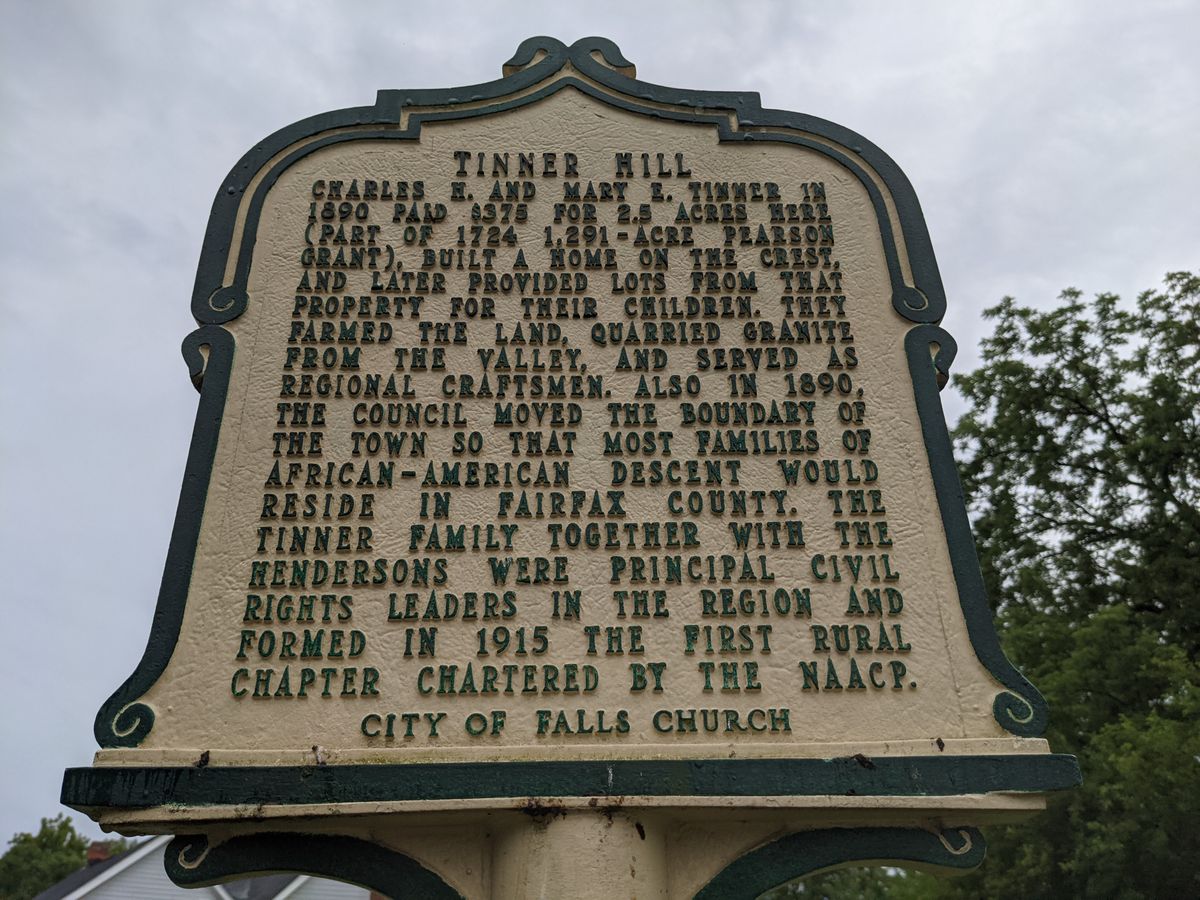 TINNER HILL
CHARLES H. AND MARY E. TINNER IN
1890 PAID $375 FOR 2.5 ACRES HERE
(PART OF 1724 1,291-ACRE PEARSON
GRANT), BUILT A HOME ON THE CREST,
AND LATER PROVIDED LOTS FROM THAT
PROPERTY FOR THEIR CHILDREN. THEY
FARMED THE LAND, QUARRIED GRANITE
FROM THE VALLEY, AND SERVED AS
REGIONAL CRAFTSMEN. ALSO IN 1890,
THE COUNCIL MOVED THE BOUNDARY OF
THE TOWN SO THAT MOST FAMILIES OF
AFRICAN-AMERICAN DESCENT WOULD
RESIDE IN FAIRFAX COUNTY. THE
TINNER FAMILY TOGETHER WITH THE
HENDERSONS WERE PRINCIPAL CIVIL
RIGHTS LEADERS IN THE REGION AND
FORMED IN 1915 THE FIRST RURAL
CHAPTER CHARTERED BY THE NAACP.
CITY OF FALLS CHURCH